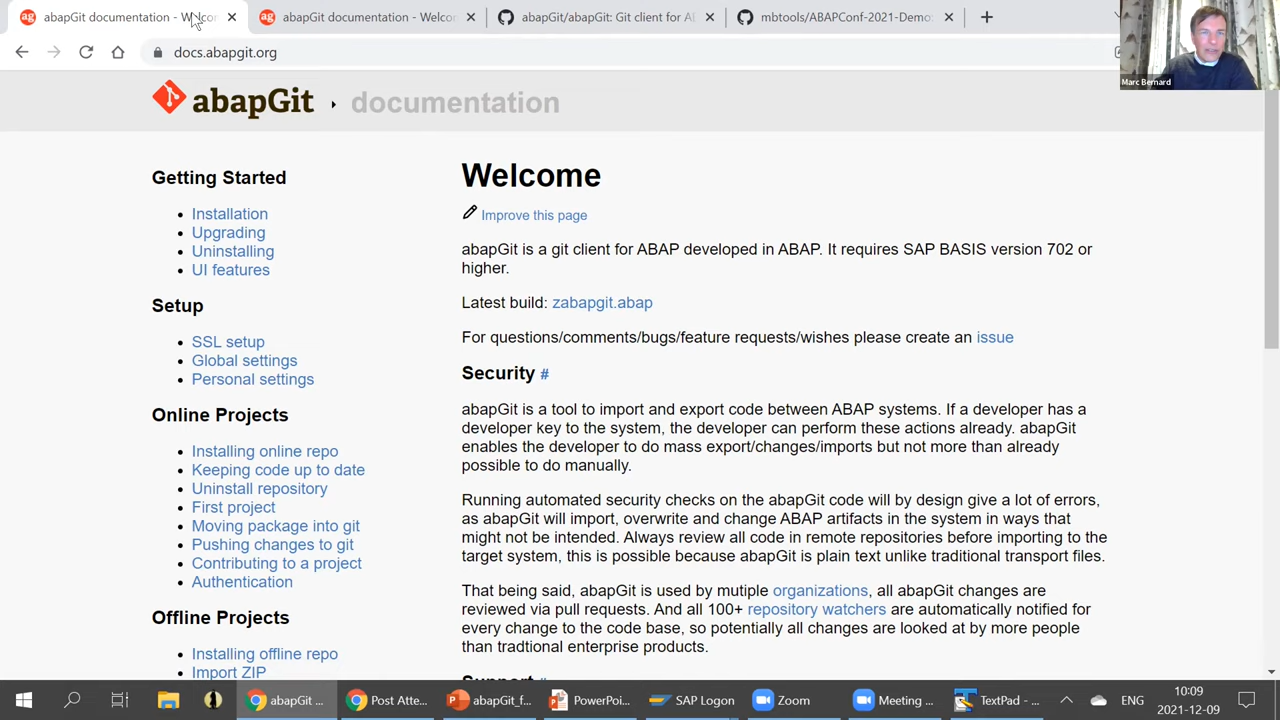 ag abapGit documentation - Welco
ag abapGit documentation - Welcor
abapGit/abapGit: Git client for AB
mbtools/ABAPConf-2021-Demo:
docs.abapgit.org
Marc Bernard
abapGit documentation
Getting Started
Installation
Upgrading
Uninstalling
UI features
Setup
SSL setup
Global settings
Personal settings
Online Projects
Installing online repo
Keeping code up to date
Uninstall repository
First project
Moving package into git
Pushing changes to git
Contributing to a project
Authentication
Offline Projects
Installing offline repo
Import ZIP
Welcome
Improve this page
abapGit is a git client for ABAP developed in ABAP. It requires SAP BASIS version 702 or
higher.
Latest build: zabapgit.abap
For questions/comments/bugs/feature requests/wishes please create an issue
Security #
abapGit is a tool to import and export code between ABAP systems. If a developer has a
developer key to the system, the developer can perform these actions already. abapGit
enables the developer to do mass export/changes/imports but not more than already
possible to do manually.
Running automated security checks on the abapGit code will by design give a lot of errors,
as abapGit will import, overwrite and change ABAP artifacts in the system in ways that
might not be intended. Always review all code in remote repositories before importing to the
target system, this is possible because abapGit is plain text unlike traditional transport files.
That being said, abapGit is used by mutiple organizations, all abapGit changes are
reviewed via pull requests. And all 100+ repository watchers are automatically notified for
every change to the code base, so potentially all changes are looked at by more people
than tradtional enterprise products.
Support #
abapGit ...
Post Atte...
abapGit_f...
PowerPoi...
SAP Logon
Zoom
Meeting ...
TextPad - ...
ENG
10:09
2021-12-09